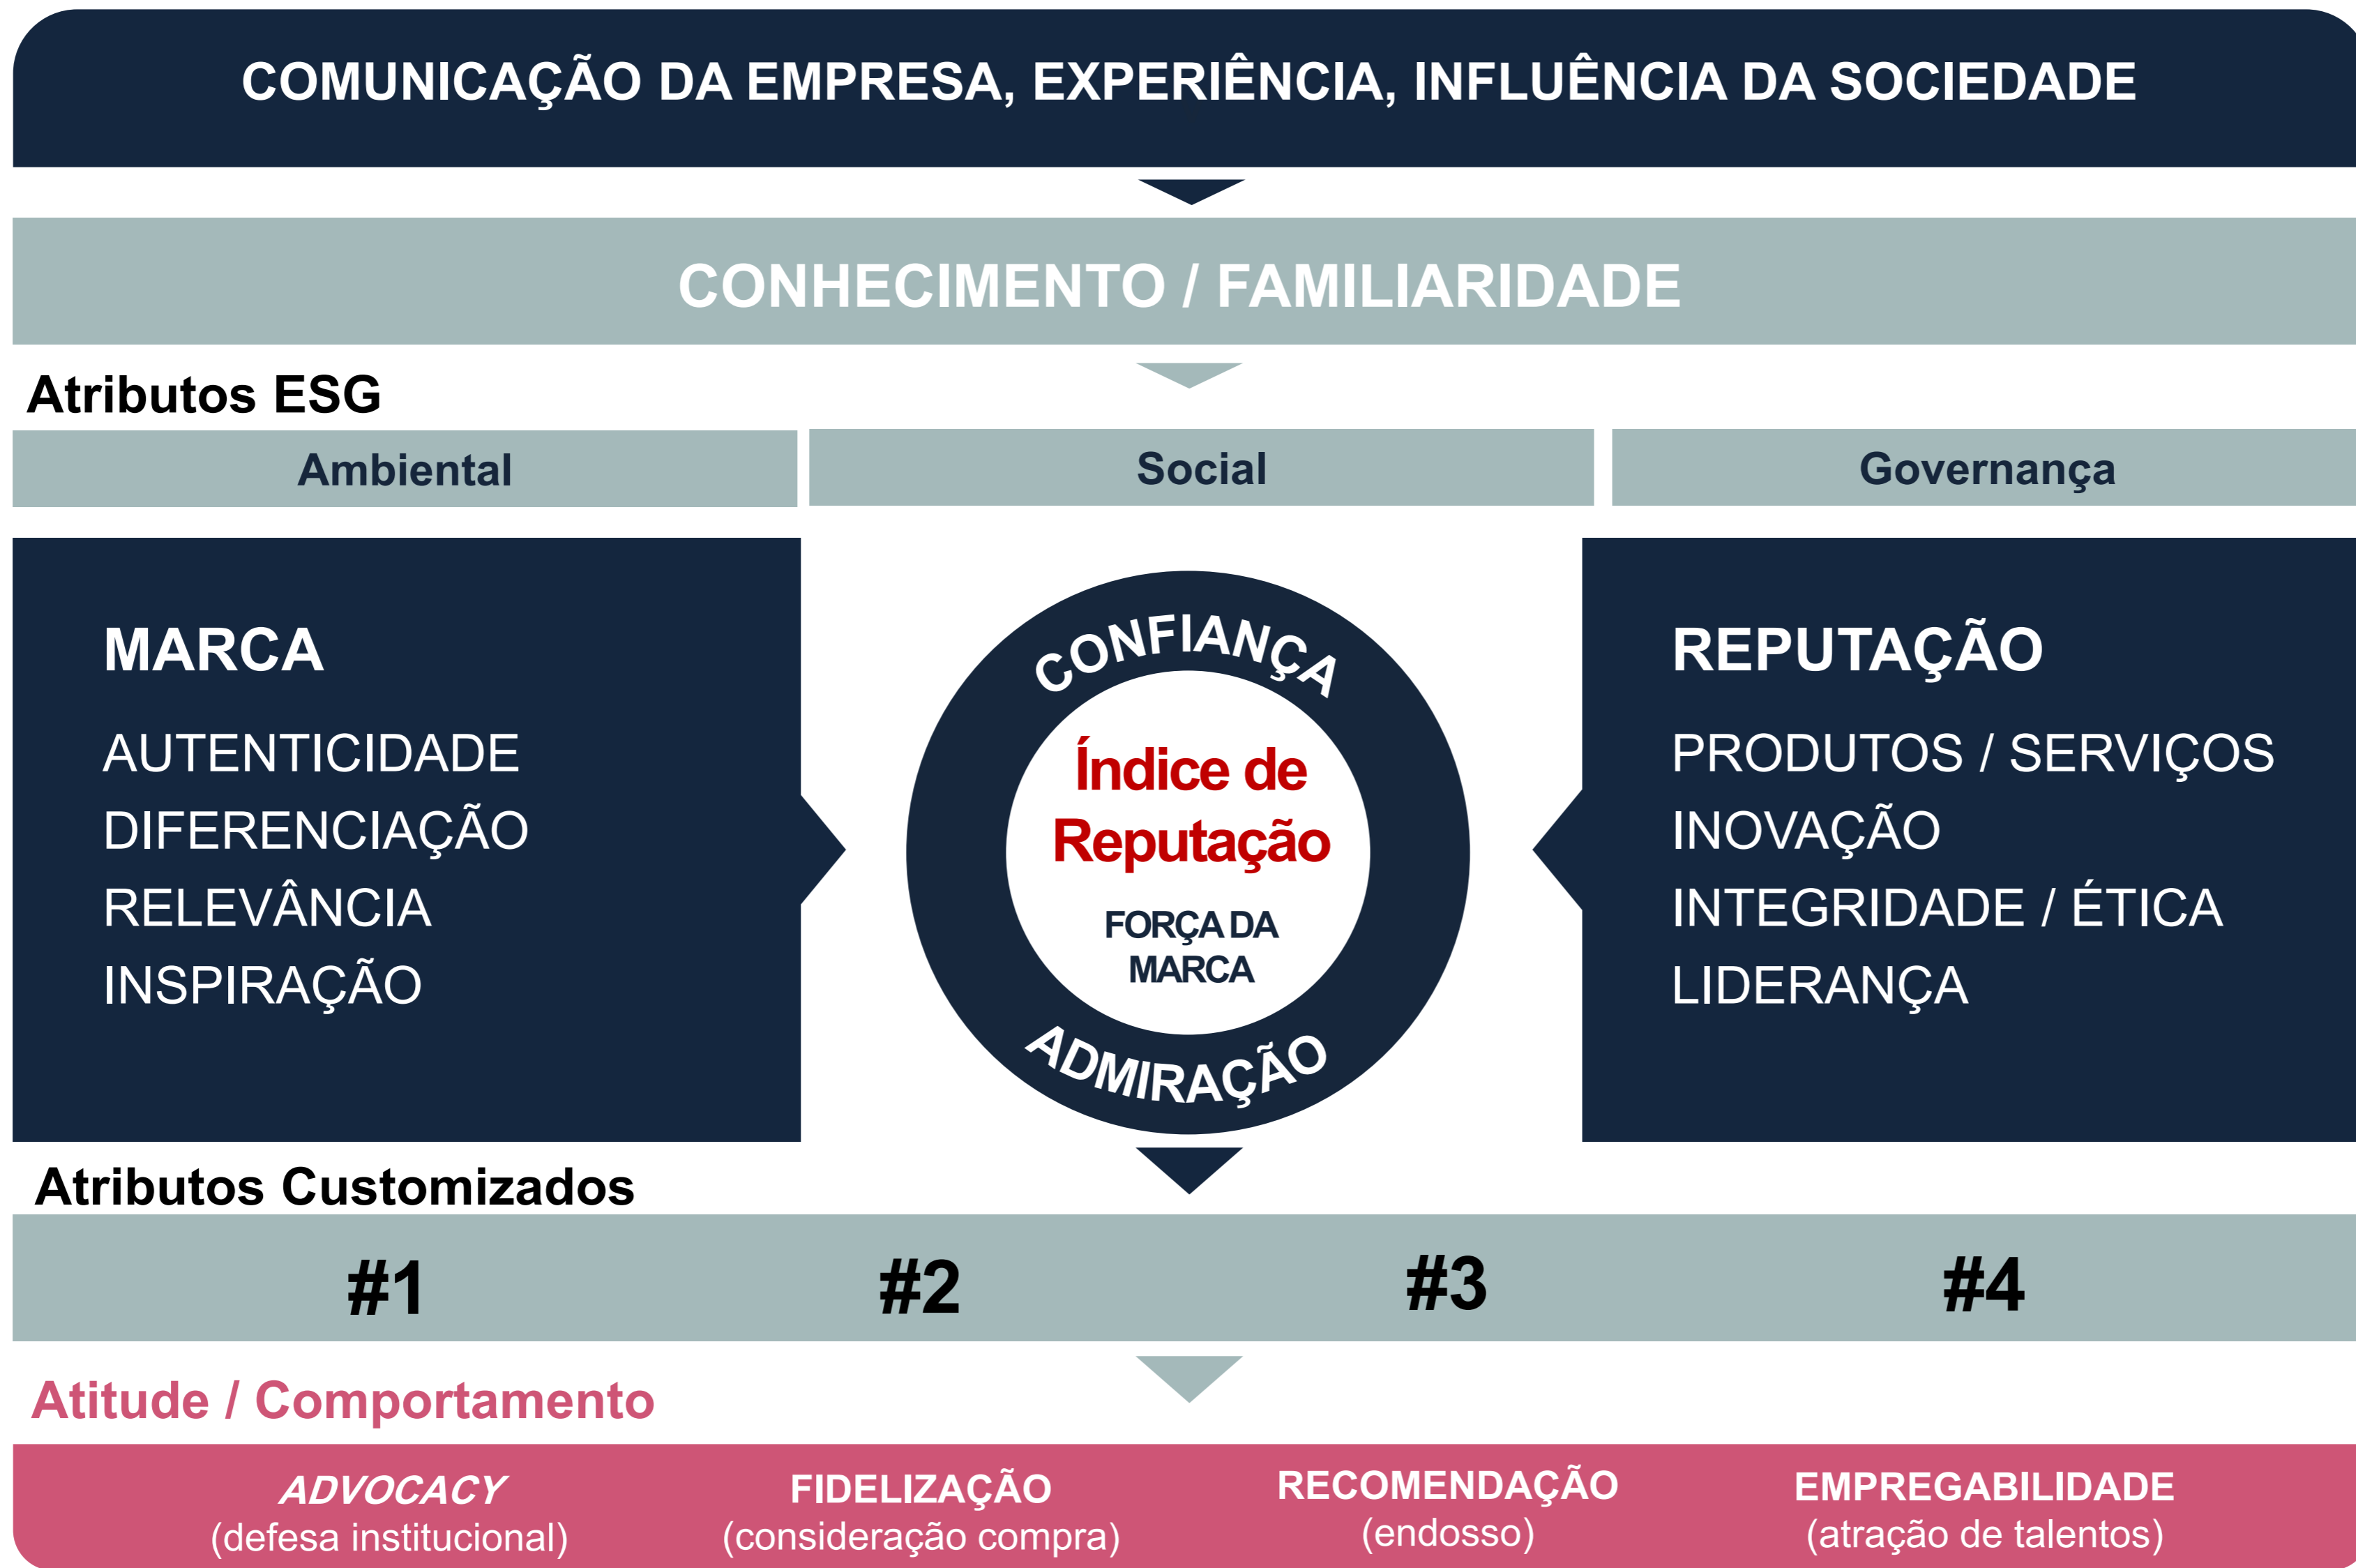 COMUNICAÇÃO DA EMPRESA, EXPERIÊNCIA, INFLUÊNCIA DA SOCIEDADE
CONHECIMENTO / FAMILIARIDADE
Atributos ESG
Ambiental
Social
Governança
MARCA
AUTENTICIDADE
DIFERENCIAÇÃO
RELEVÂNCIA
INSPIRAÇÃO
CONFIANÇA
Índice de
Reputação
FORÇA DA
MARCA
ADMIRAÇÃO
REPUTAÇÃO
PRODUTOS / SERVIÇOS
INOVAÇÃO
INTEGRIDADE / ÉTICA
LIDERANÇA
Atributos Customizados
#1
#2
#3
#4
Atitude / Comportamento
ADVOCACY
(defesa institucional)
FIDELIZAÇÃO
(consideração compra)
RECOMENDAÇÃO
(endosso)
EMPREGABILIDADE
(atração de talentos)